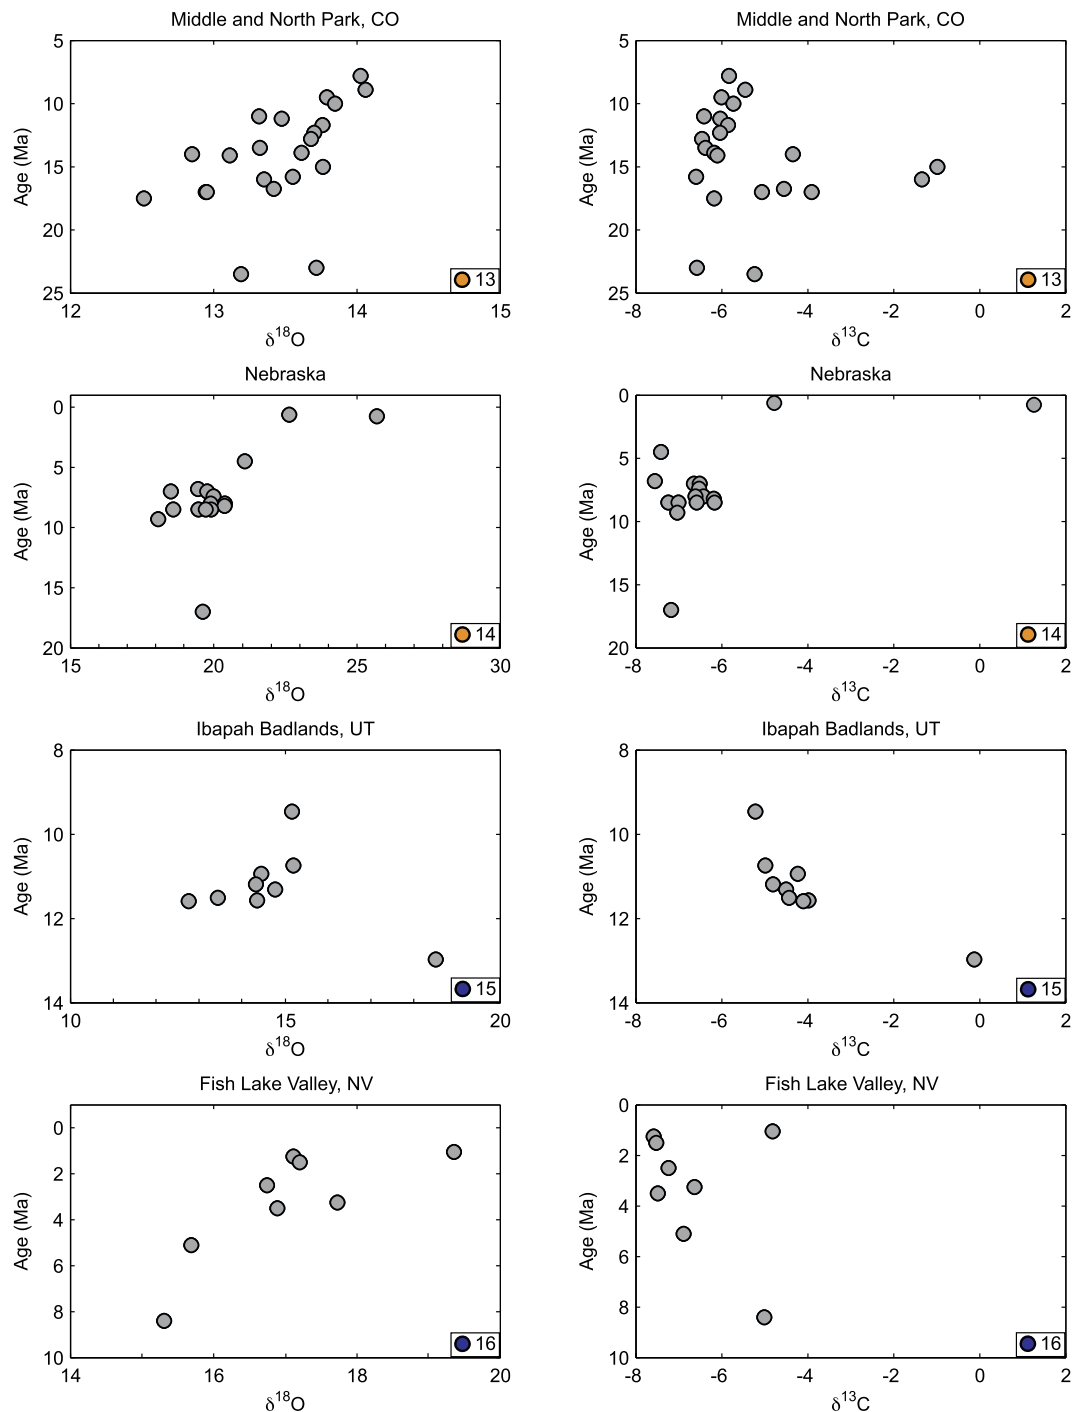 Middle and North Park, CO
5
10
15
20
25
Age (Ma)
12 13 14 15
δ18O
13
Middle and North Park, CO
5
10
15
20
25
Age (Ma)
-8 -6 -4 -2 0 2
δ13C
13
Nebraska
0
5
10
15
20
Age (Ma)
15 20 25 30
δ18O
14
Nebraska
0
5
10
15
20
Age (Ma)
-8 -6 -4 -2 0 2
δ13C
14
Ibapah Badlands, UT
8
10
12
14
Age (Ma)
10 15 20
δ18O
15
Ibapah Badlands, UT
8
10
12
14
Age (Ma)
-8 -6 -4 -2 0 2
δ13C
15
Fish Lake Valley, NV
0
2
4
6
8
10
Age (Ma)
14 16 18 20
δ18O
16
Fish Lake Valley, NV
0
2
4
6
8
10
Age (Ma)
-8 -6 -4 -2 0 2
δ13C
16